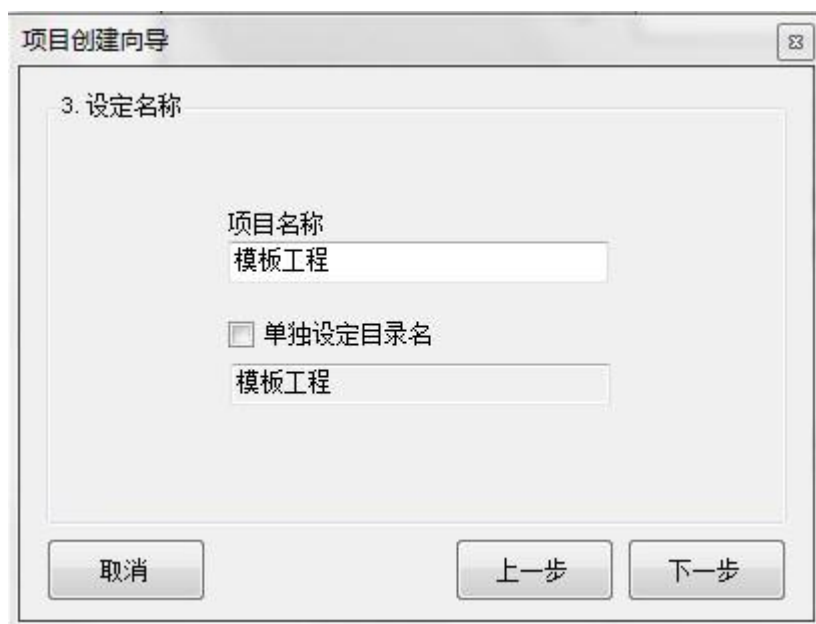 项目创建向导
3. 设定名称
项目名称
模板工程
单独设定目录名
模板工程
取消
上一步
下一步